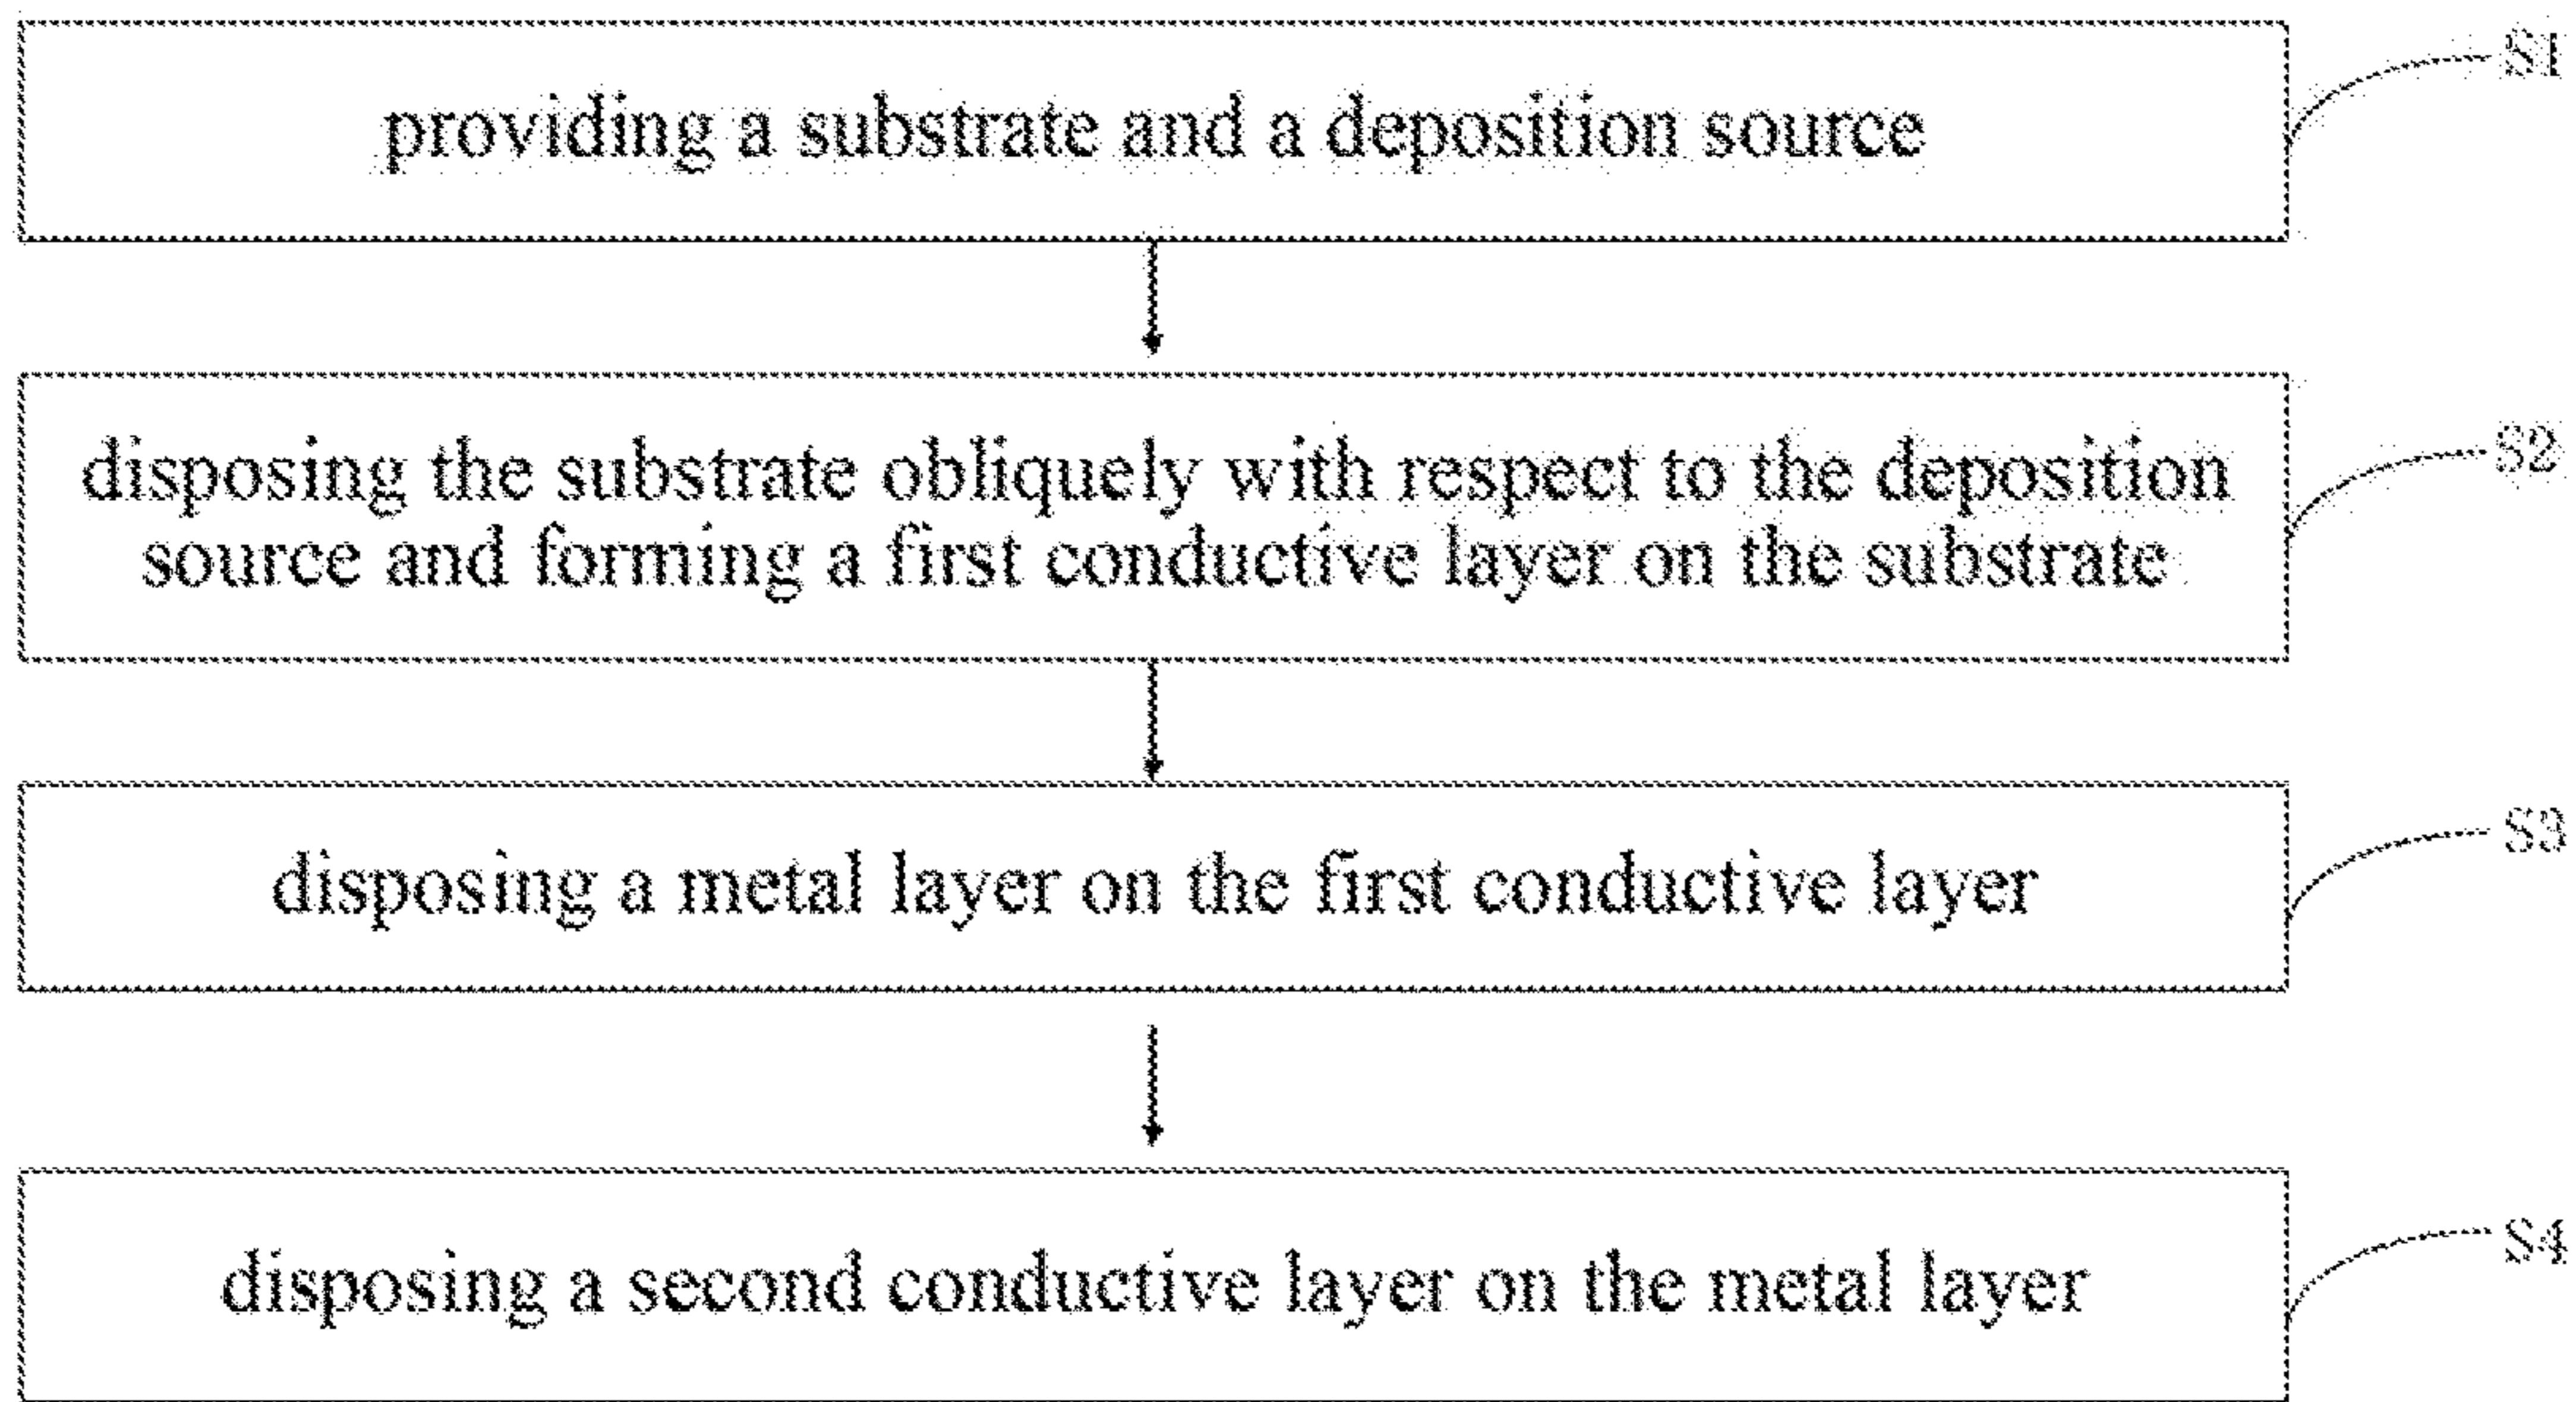 providing a substrate and a deposition source
S1
disposing the substrate obliquely with respect to the deposition
source and forming a first conductive layer on the substrate
S2
disposing a metal layer on the first conductive layer
S3
disposing a second conductive layer on the metal layer
S4